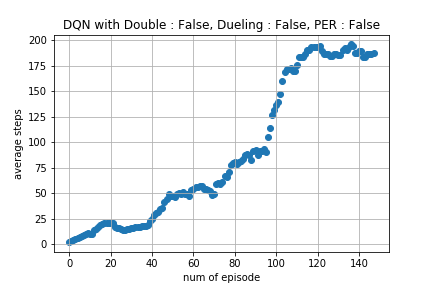 DQN with Double : False, Dueling : False, PER : False
average steps
200
175
150
125
100
75
50
25
0
0 20 40 60 80 100 120 140
num of episode